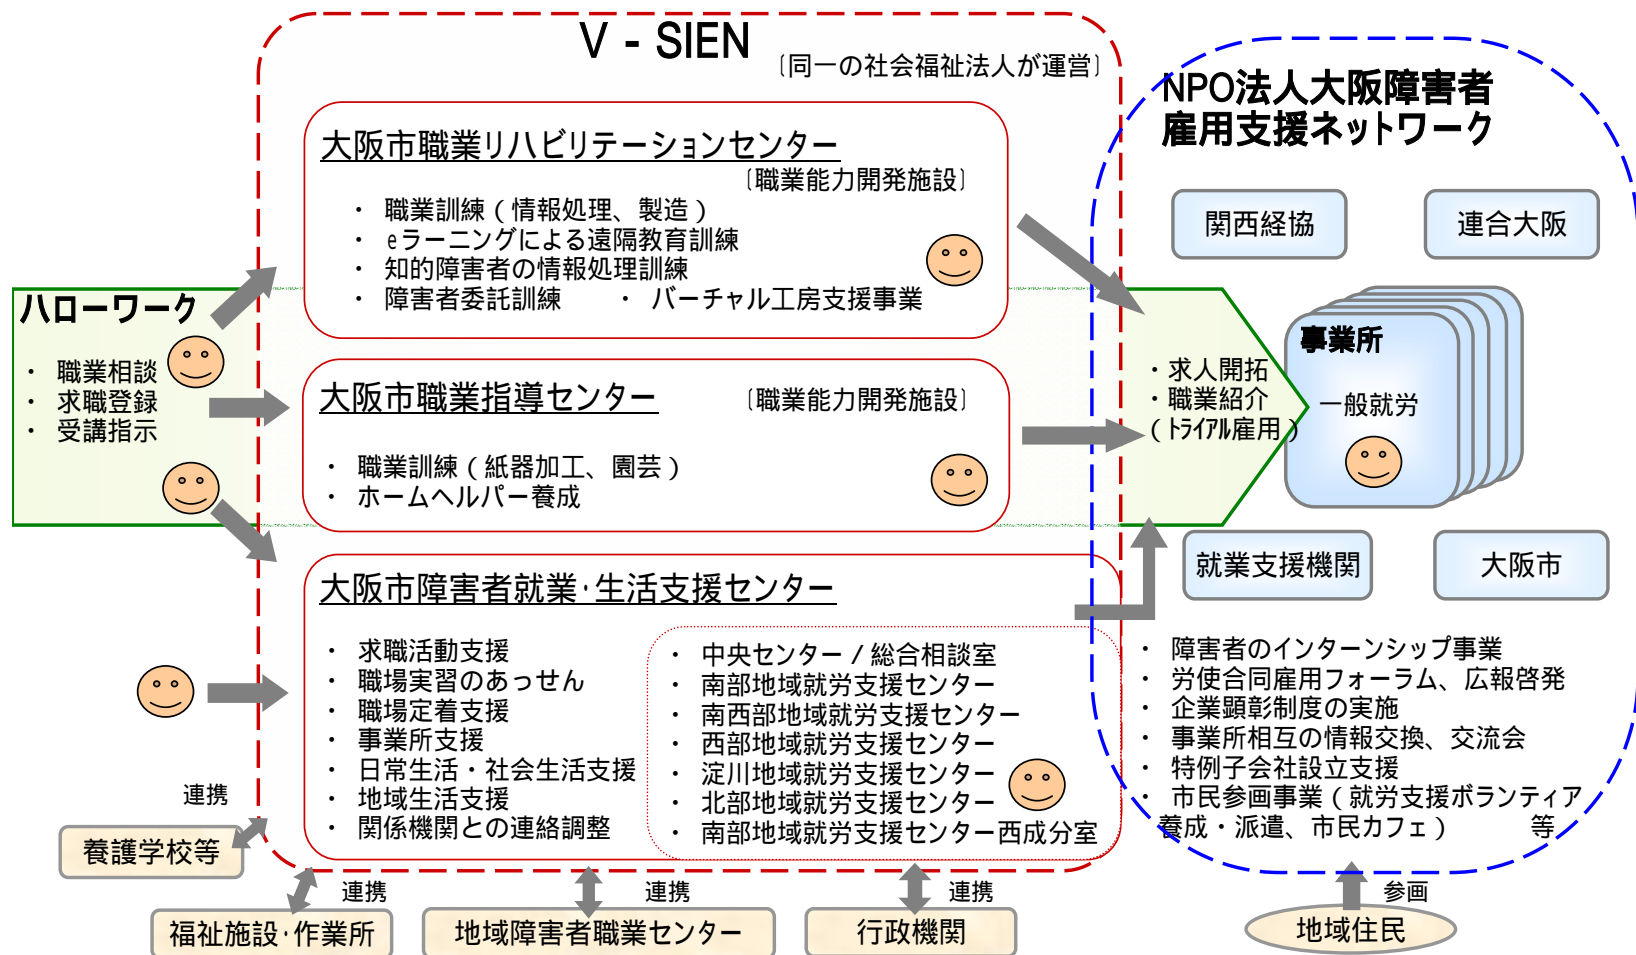 V - SIEN
〔同一の社会福祉法人が運営〕
大阪市職業リハビリテーションセンター
〔職業能力開発施設〕
・ 職業訓練（情報処理、製造）
・ eラーニングによる遠隔教育訓練
・ 知的障害者の情報処理訓練
・ 障害者委託訓練 ・ バーチャル工房支援事業
ハローワーク
・ 職業相談
・ 求職登録
・ 受講指示
大阪市職業指導センター
〔職業能力開発施設〕
・ 職業訓練（紙器加工、園芸）
・ ホームヘルパー養成
大阪市障害者就業･生活支援センター
・ 求職活動支援
・ 職場実習のあっせん
・ 職場定着支援
・ 事業所支援
・ 日常生活・社会生活支援
・ 地域生活支援
・ 関係機関との連絡調整
・ 中央センター / 総合相談室
・ 南部地域就労支援センター
・ 南西部地域就労支援センター
・ 西部地域就労支援センター
・ 淀川地域就労支援センター
・ 北部地域就労支援センター
・ 南部地域就労支援センター西成分室
NPO法人大阪障害者
雇用支援ネットワーク
関西経協
連合大阪
・求人開拓
・職業紹介
（ﾄﾗｲｱﾙ雇用）
事業所
一般就労
就業支援機関
大阪市
・ 障害者のインターンシップ事業
・ 労使合同雇用フォーラム、広報啓発
・ 企業顕彰制度の実施
・ 事業所相互の情報交換、交流会
・ 特例子会社設立支援
・ 市民参画事業（就労支援ボランティア
養成・派遣、市民カフェ） 等
連携
養護学校等
連携
福祉施設･作業所
連携
地域障害者職業センター
連携
行政機関
参画
地域住民